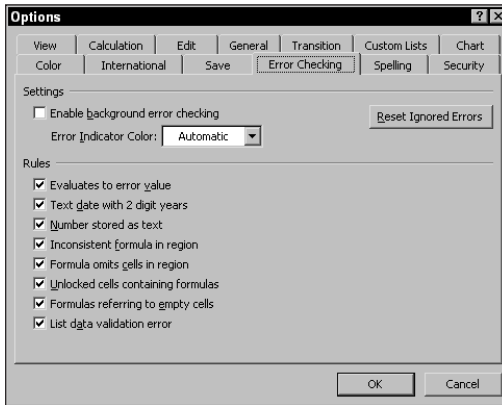 Options
View Calculation Edit General Transition Custom Lists Chart
Color International Save Error Checking Spelling Security
Settings
Enable background error checking
Reset Ignored Errors
Error Indicator Color: Automatic
Rules
Evaluates to error value
Text date with 2 digit years
Number stored as text
Inconsistent formula in region
Formula omits cells in region
Unlocked cells containing formulas
Formulas referring to empty cells
List data validation error
OK Cancel